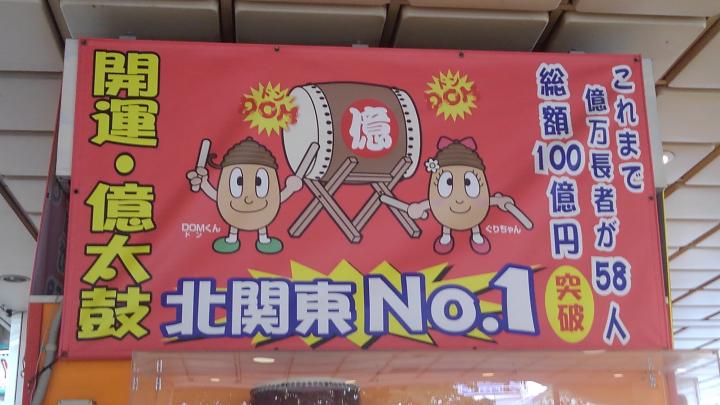 開運・億太鼓
これまで
億万長者が58人
総額100億円
突破
億
DOMくん
ドン
ぐりちゃん
北関東No.1